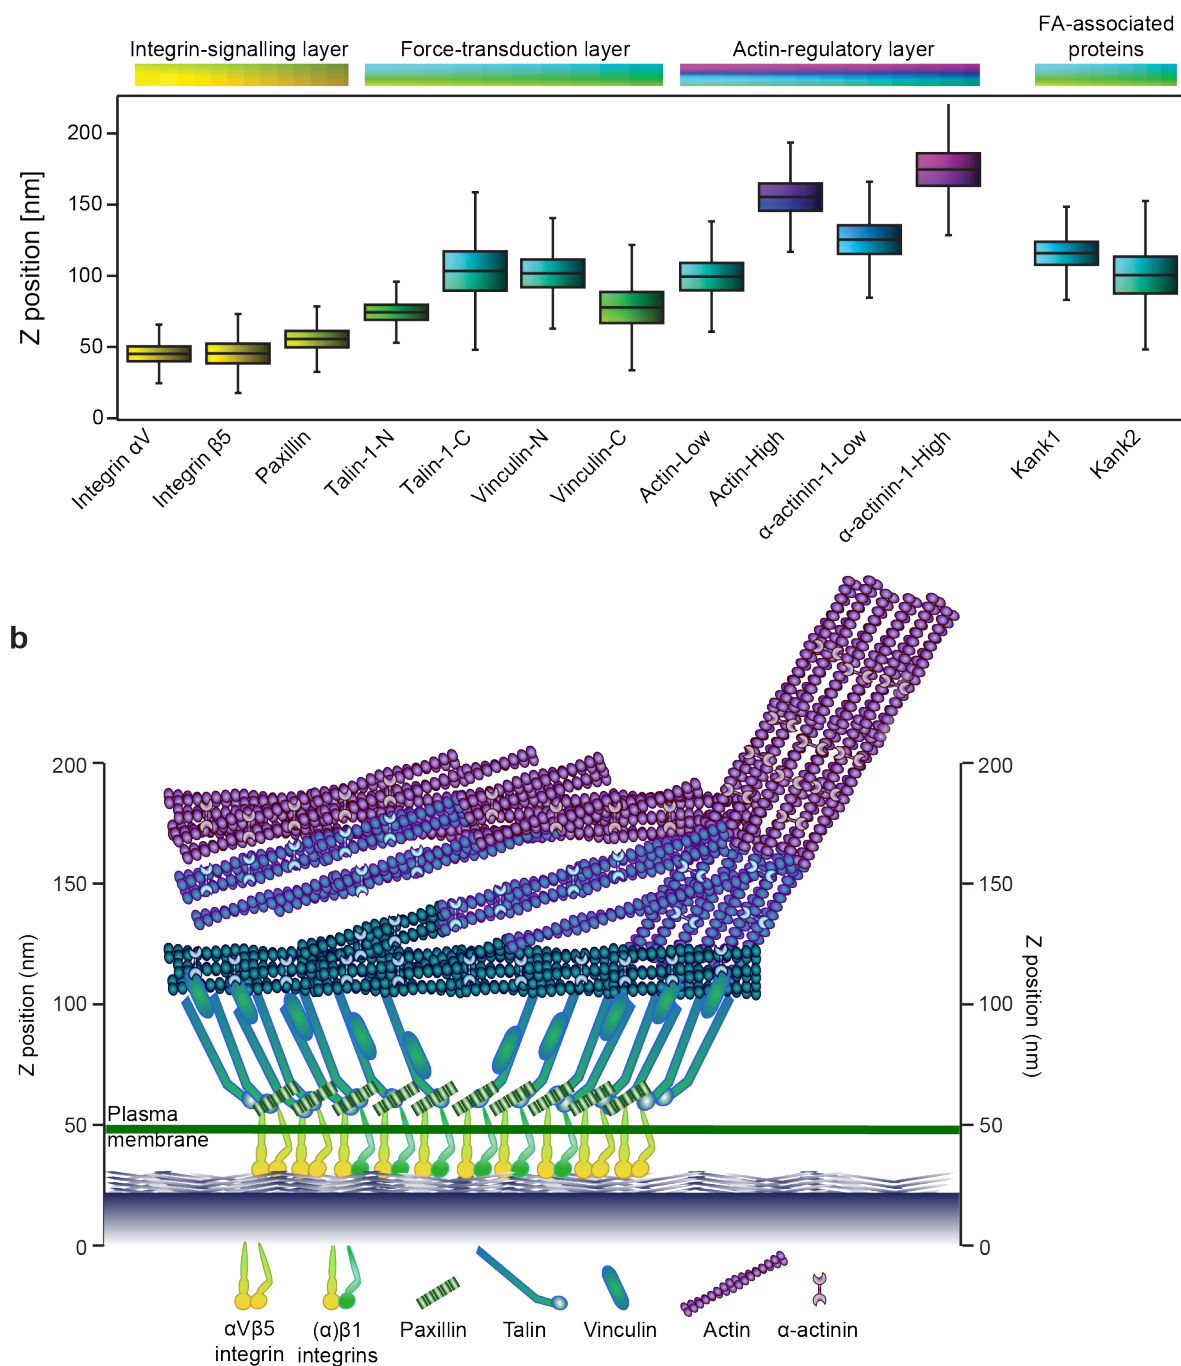 Integrin-signalling layer
Force-transduction layer
Actin-regulatory layer
FA-associated
proteins
Z position [nm]
200
150
100
50
0
Integrin αV
Integrin β5
Paxillin
Talin-1-N
Talin-1-C
Vinculin-N
Vinculin-C
Actin-Low
Actin-High
α-actinin-1-Low
α-actinin-1-High
Kank1
Kank2
b
Z position (nm)
200
150
100
50
0
Plasma
membrane
200
150
100
50
0
Z position (nm)
αVβ5
integrin
(α)β1
integrins
Paxillin
Talin
Vinculin
Actin
α-actinin